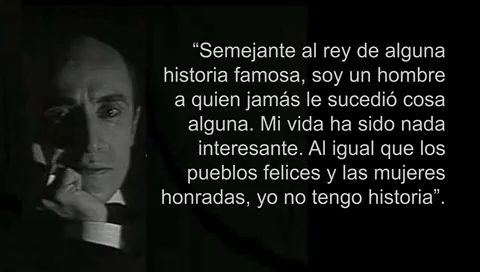 “Semejante al rey de alguna
historia famosa, soy un hombre
a quien jamás le sucedió cosa
alguna. Mi vida ha sido nada
interesante. Al igual que los
pueblos felices y las mujeres
honradas, yo no tengo historia”.